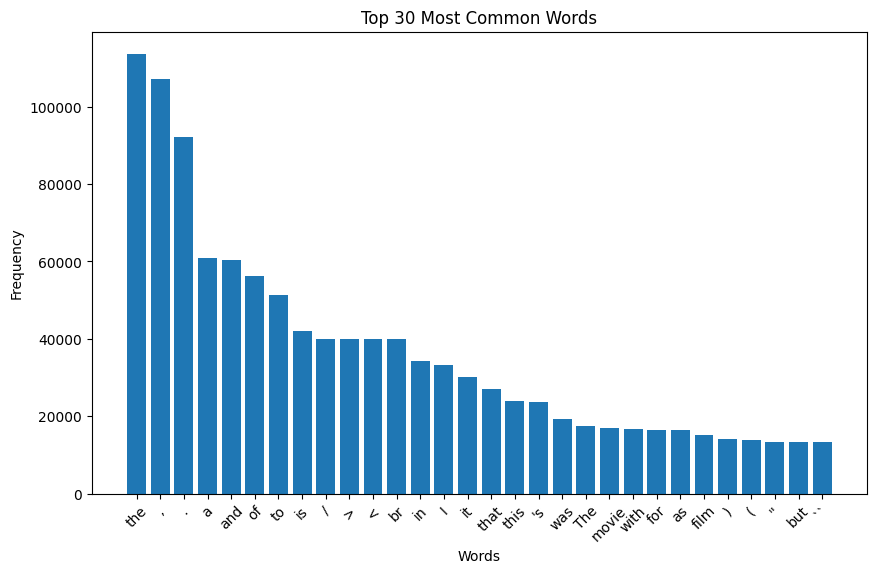 Top 30 Most Common Words
Frequency
100000
80000
60000
40000
20000
0
the , . a and of to is / > < br in I it that this 's was The movie with for as film ) ( '' but ``
Words